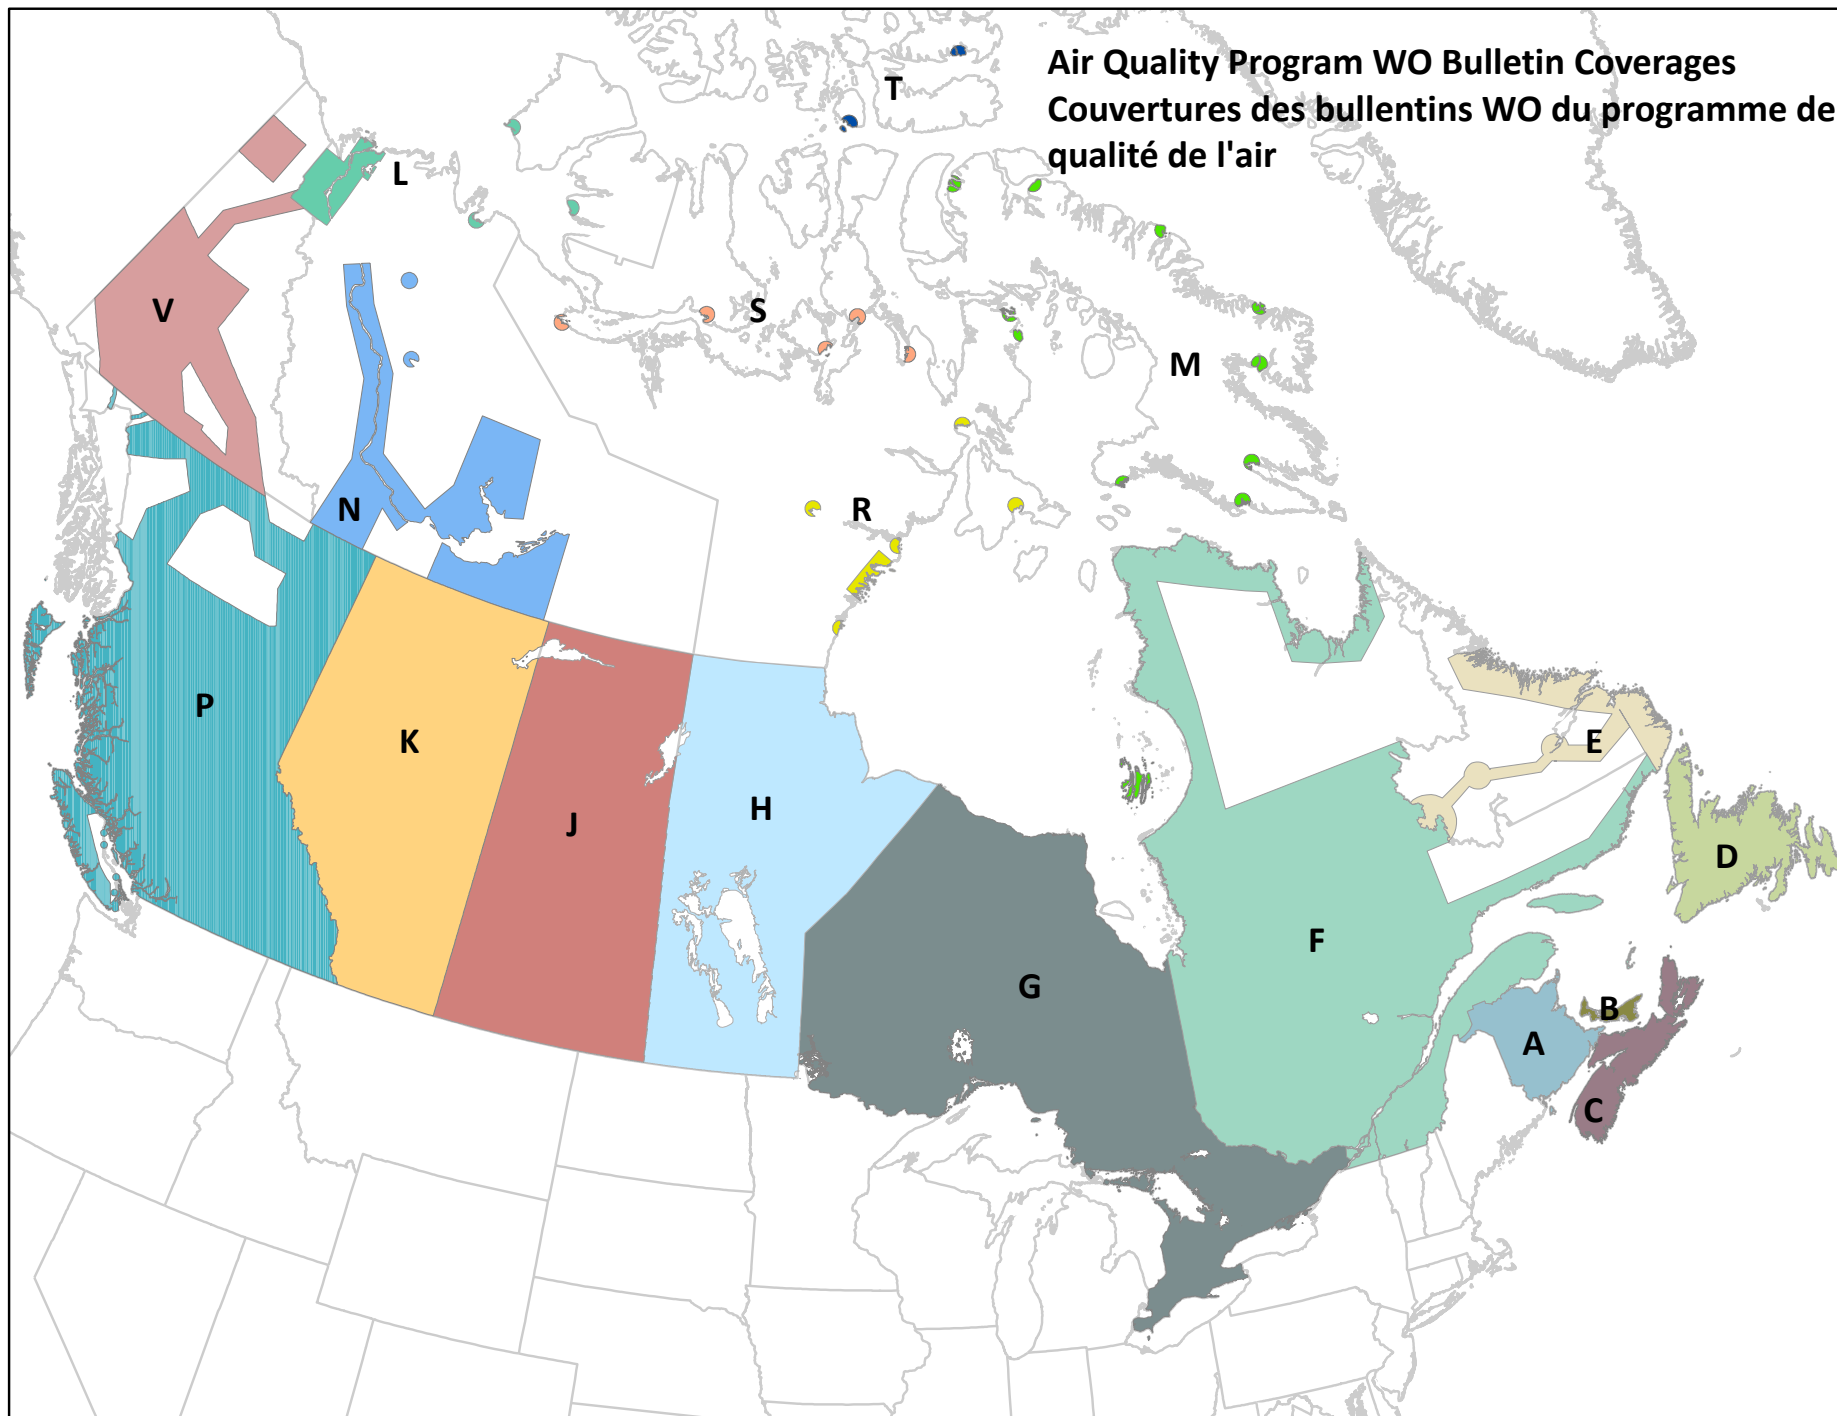 Air Quality Program WO Bulletin Coverages
Couvertures des bullentins WO du programme de
qualité de l'air
T
L
V
S
M
N
R
P
K
E
J
H
D
F
G
B
A
C